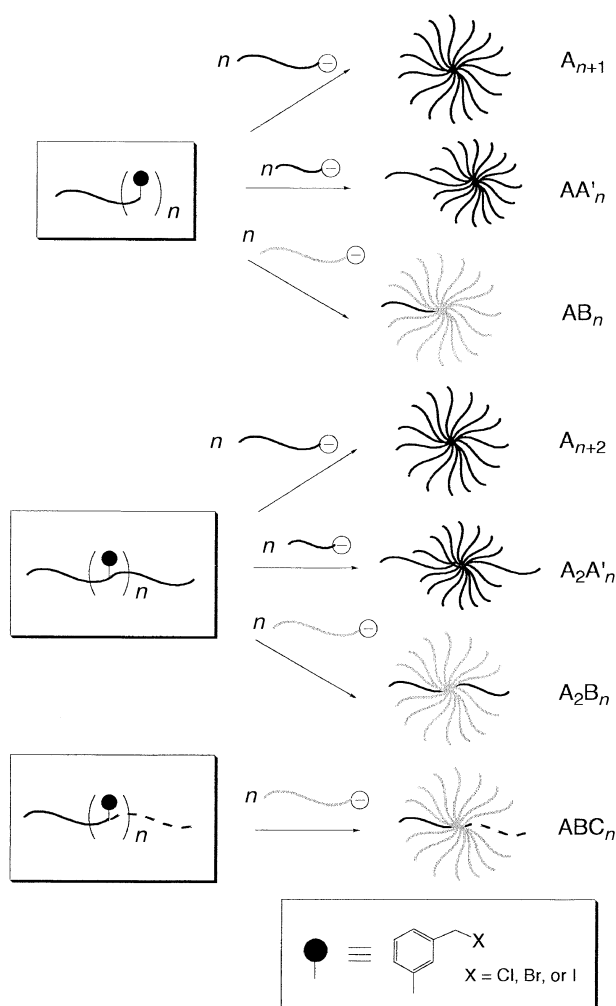 n ⊖ A_{n+1}
n ⊖ AA'_n
( )n
n ⊖ AB_n
n ⊖ A_{n+2}
n ⊖ A_2A'_n
( )n
n ⊖ A_2B_n
n ⊖ ABC_n
( )n
≡ X
X = Cl, Br, or I